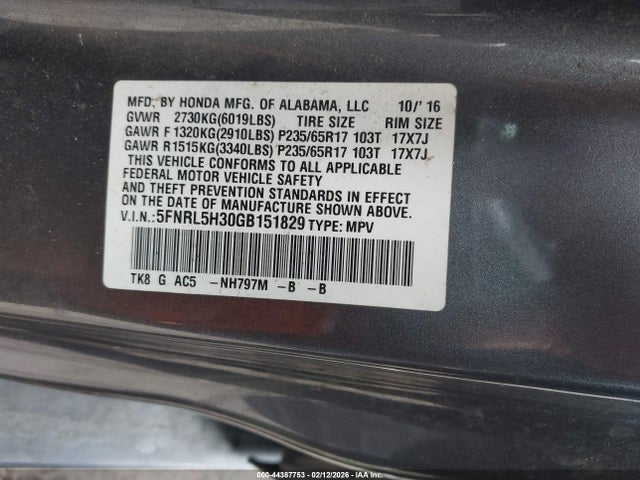 MFD. BY HONDA MFG. OF ALABAMA, LLC 10/'16
GVWR 2730KG(6019LBS) TIRE SIZE RIM SIZE
GAWR F 1320KG(2910LBS) P235/65R17 103T 17X7J
GAWR R 1515KG(3340LBS) P235/65R17 103T 17X7J
THIS VEHICLE CONFORMS TO ALL APPLICABLE
FEDERAL MOTOR VEHICLE SAFETY
AND THEFT PREVENTION STANDARDS IN EFFECT
ON THE DATE OF MANUFACTURE SHOWN ABOVE.
V.I.N.: 5FNRL5H30GB151829 TYPE: MPV
TK8 G AC5 -NH797M -B -B
000-44387753 - 02/12/2026 - IAA Inc.